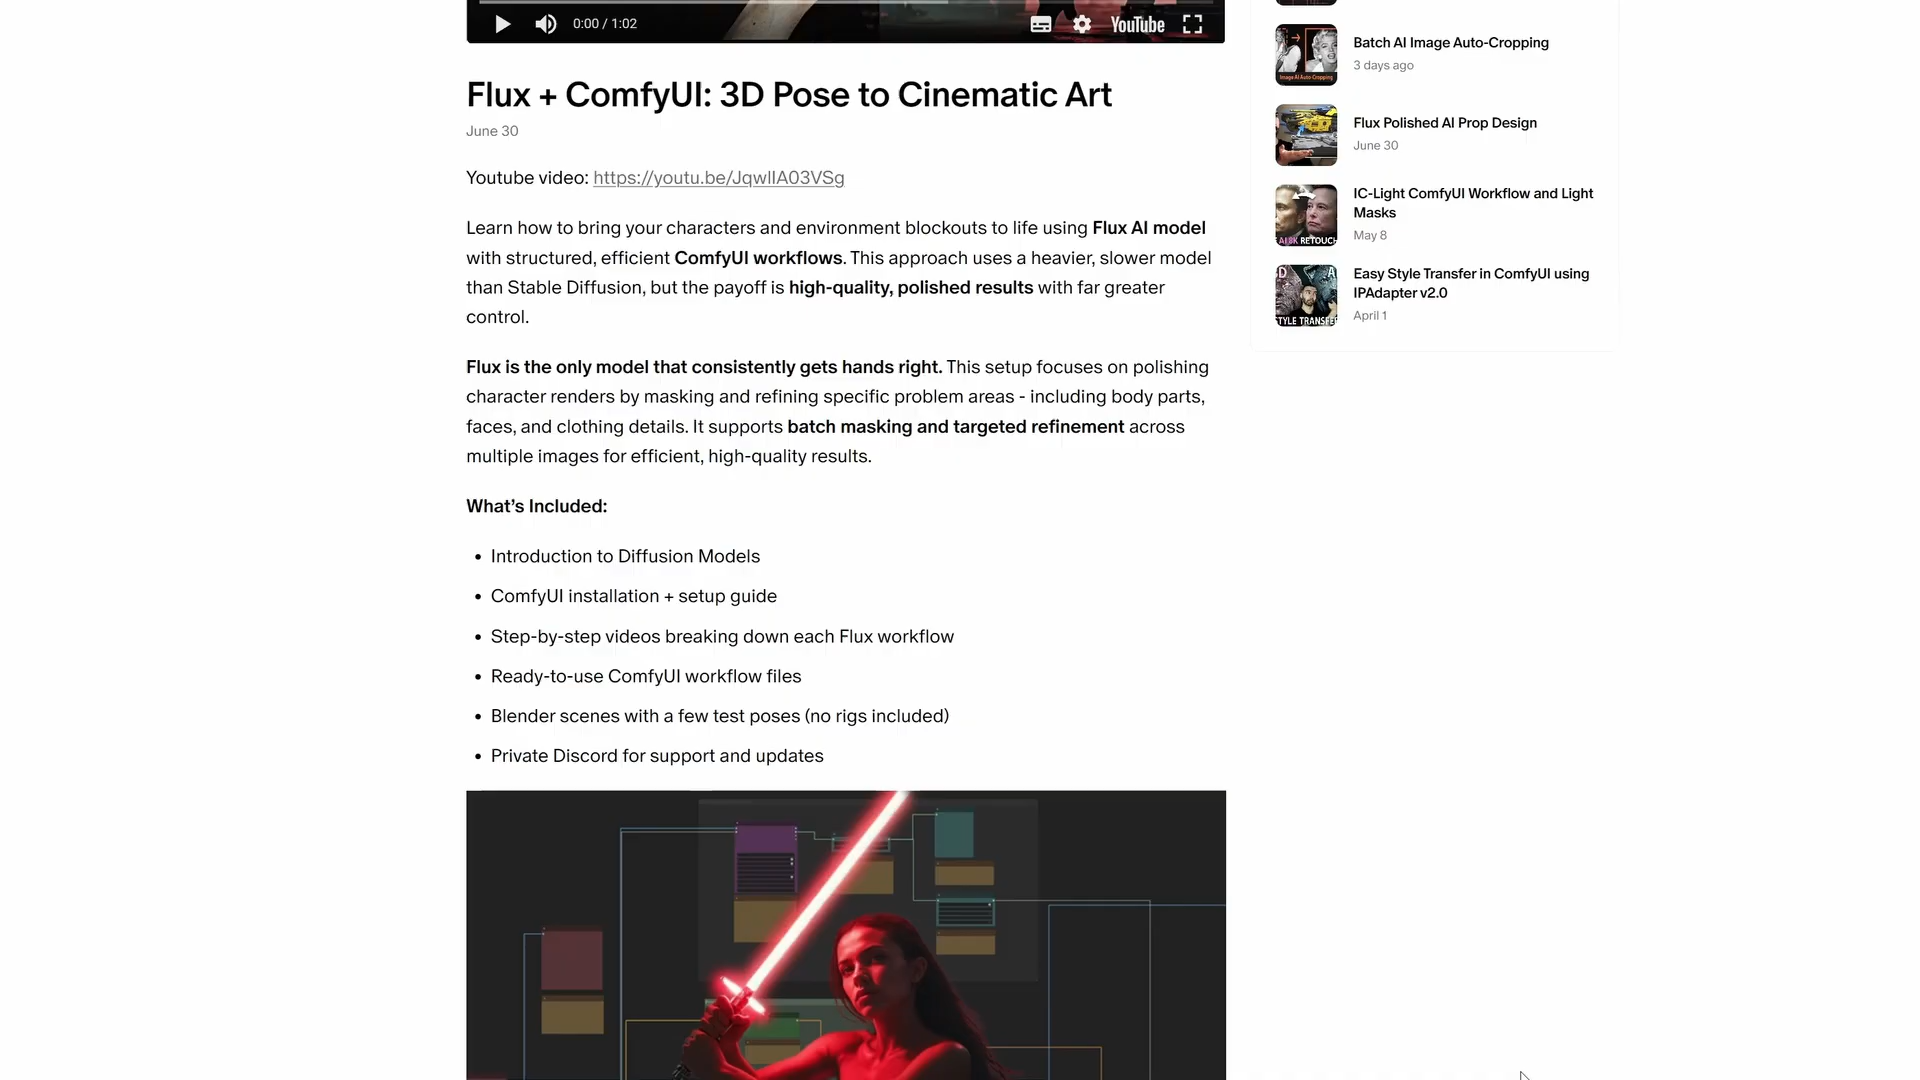 0:00 / 1:02
YouTube
Flux + ComfyUI: 3D Pose to Cinematic Art
June 30
Youtube video: https://youtu.be/JqwIIA03VSg
Learn how to bring your characters and environment blockouts to life using Flux AI model
with structured, efficient ComfyUI workflows. This approach uses a heavier, slower model
than Stable Diffusion, but the payoff is high-quality, polished results with far greater
control.
Flux is the only model that consistently gets hands right. This setup focuses on polishing
character renders by masking and refining specific problem areas - including body parts,
faces, and clothing details. It supports batch masking and targeted refinement across
multiple images for efficient, high-quality results.
What’s Included:
• Introduction to Diffusion Models
• ComfyUI installation + setup guide
• Step-by-step videos breaking down each Flux workflow
• Ready-to-use ComfyUI workflow files
• Blender scenes with a few test poses (no rigs included)
• Private Discord for support and updates
Image AI Auto Cropping
Batch AI Image Auto-Cropping
3 days ago
Flux Polished AI Prop Design
June 30
AI 8K RETOUCH
IC-Light ComfyUI Workflow and Light
Masks
May 8
STYLE TRANSFER
Easy Style Transfer in ComfyUI using
IPAdapter v2.0
April 1